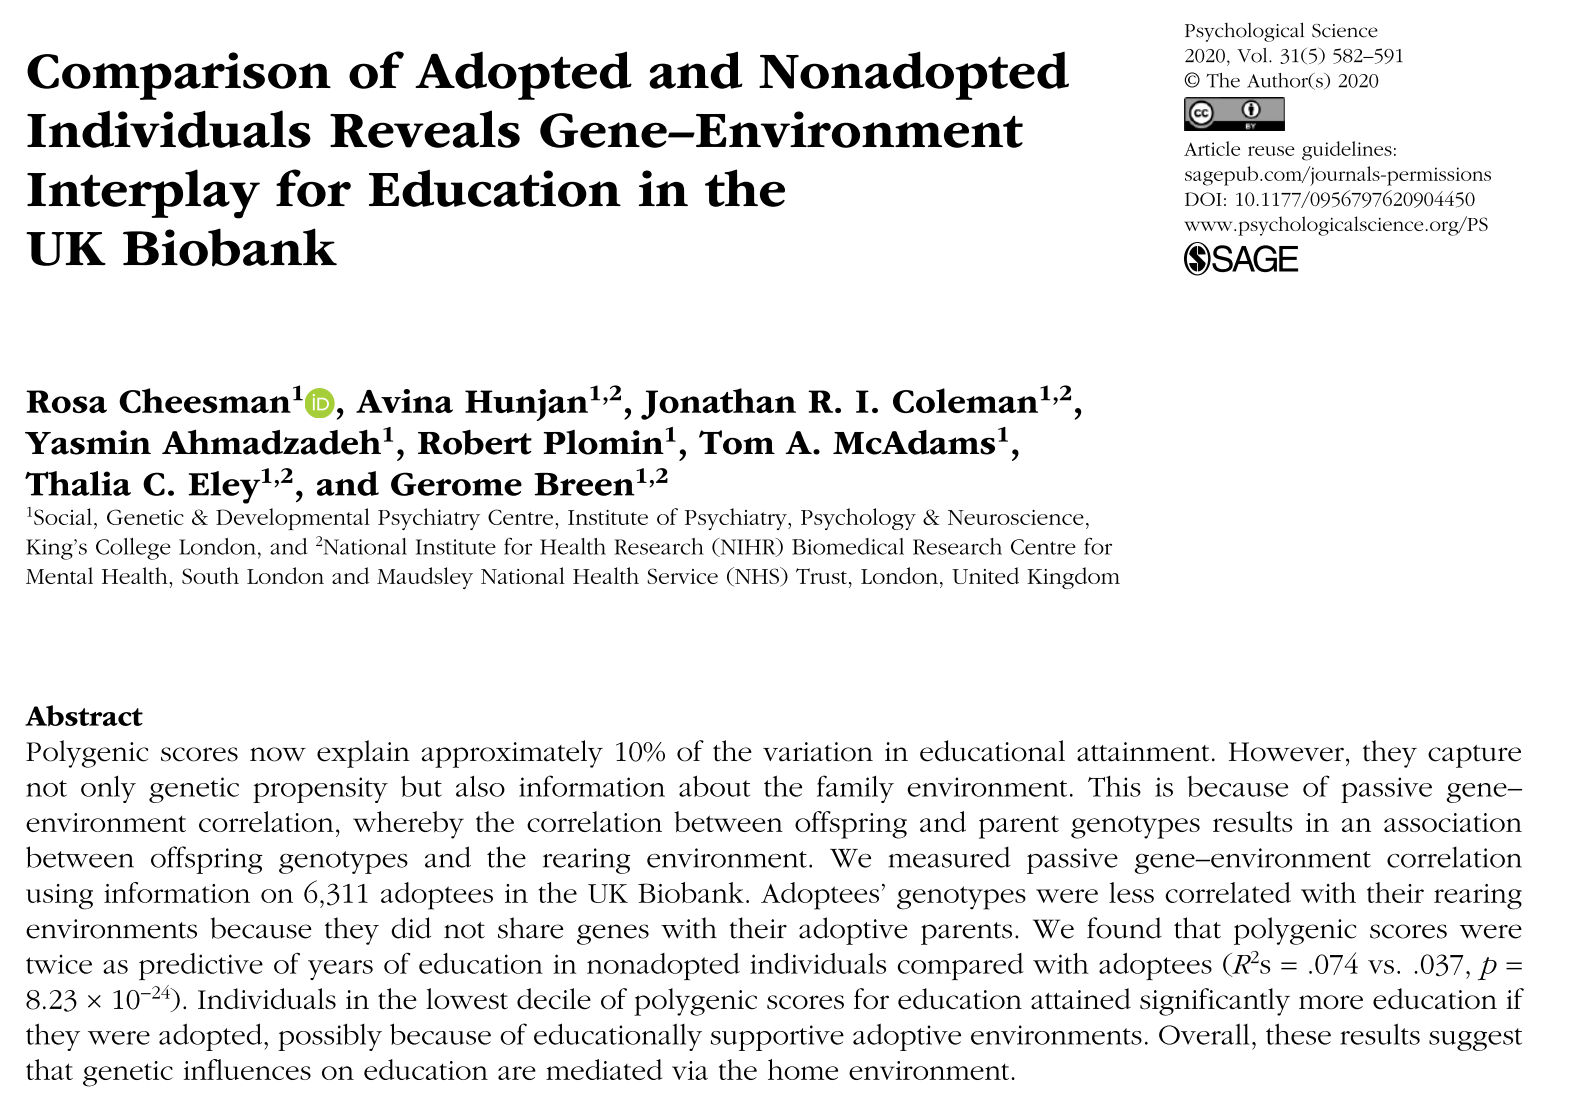 Comparison of Adopted and Nonadopted
Individuals Reveals Gene–Environment
Interplay for Education in the
UK Biobank
Psychological Science
2020, Vol. 31(5) 582–591
© The Author(s) 2020
cc BY
Article reuse guidelines:
sagepub.com/journals-permissions
DOI: 10.1177/0956797620904450
www.psychologicalscience.org/PS
SAGE
Rosa Cheesman¹ iD, Avina Hunjan¹,², Jonathan R. I. Coleman¹,²,
Yasmin Ahmadzadeh¹, Robert Plomin¹, Tom A. McAdams¹,
Thalia C. Eley¹,², and Gerome Breen¹,²
¹Social, Genetic & Developmental Psychiatry Centre, Institute of Psychiatry, Psychology & Neuroscience,
King's College London, and ²National Institute for Health Research (NIHR) Biomedical Research Centre for
Mental Health, South London and Maudsley National Health Service (NHS) Trust, London, United Kingdom
Abstract
Polygenic scores now explain approximately 10% of the variation in educational attainment. However, they capture
not only genetic propensity but also information about the family environment. This is because of passive gene–
environment correlation, whereby the correlation between offspring and parent genotypes results in an association
between offspring genotypes and the rearing environment. We measured passive gene–environment correlation
using information on 6,311 adoptees in the UK Biobank. Adoptees' genotypes were less correlated with their rearing
environments because they did not share genes with their adoptive parents. We found that polygenic scores were
twice as predictive of years of education in nonadopted individuals compared with adoptees (R²s = .074 vs. .037, p =
8.23 × 10⁻²⁴). Individuals in the lowest decile of polygenic scores for education attained significantly more education if
they were adopted, possibly because of educationally supportive adoptive environments. Overall, these results suggest
that genetic influences on education are mediated via the home environment.